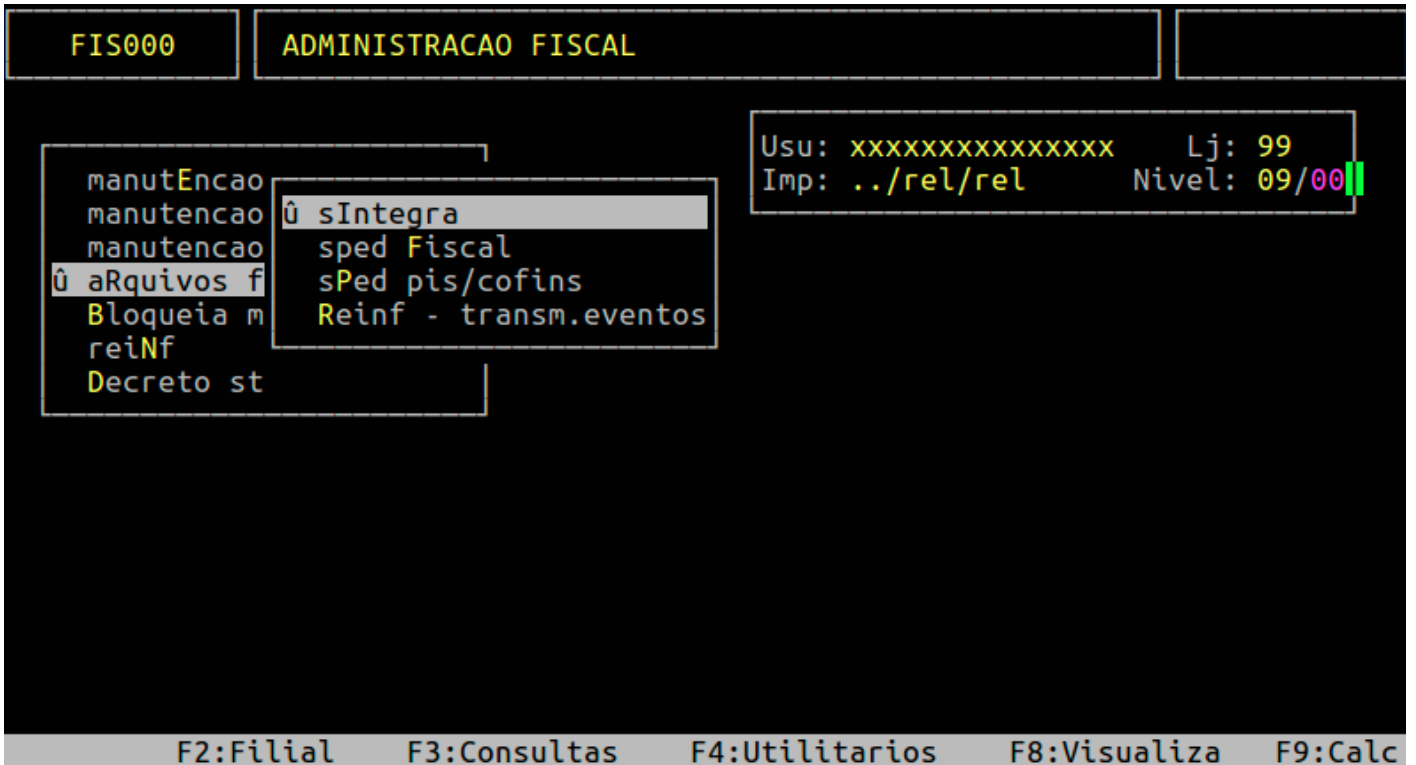 FIS000 ADMINISTRACAO FISCAL
Usu: xxxxxxxxxxxxxxx Lj: 99
Imp: ../rel/rel Nivel: 09/00
manutEncao
manutencao û sIntegra
manutencao sped Fiscal
û aRquivos f sPed pis/cofins
Bloqueia m Reinf - transm.eventos
reiNf
Decreto st
F2:Filial F3:Consultas F4:Utilitarios F8:Visualiza F9:Calc